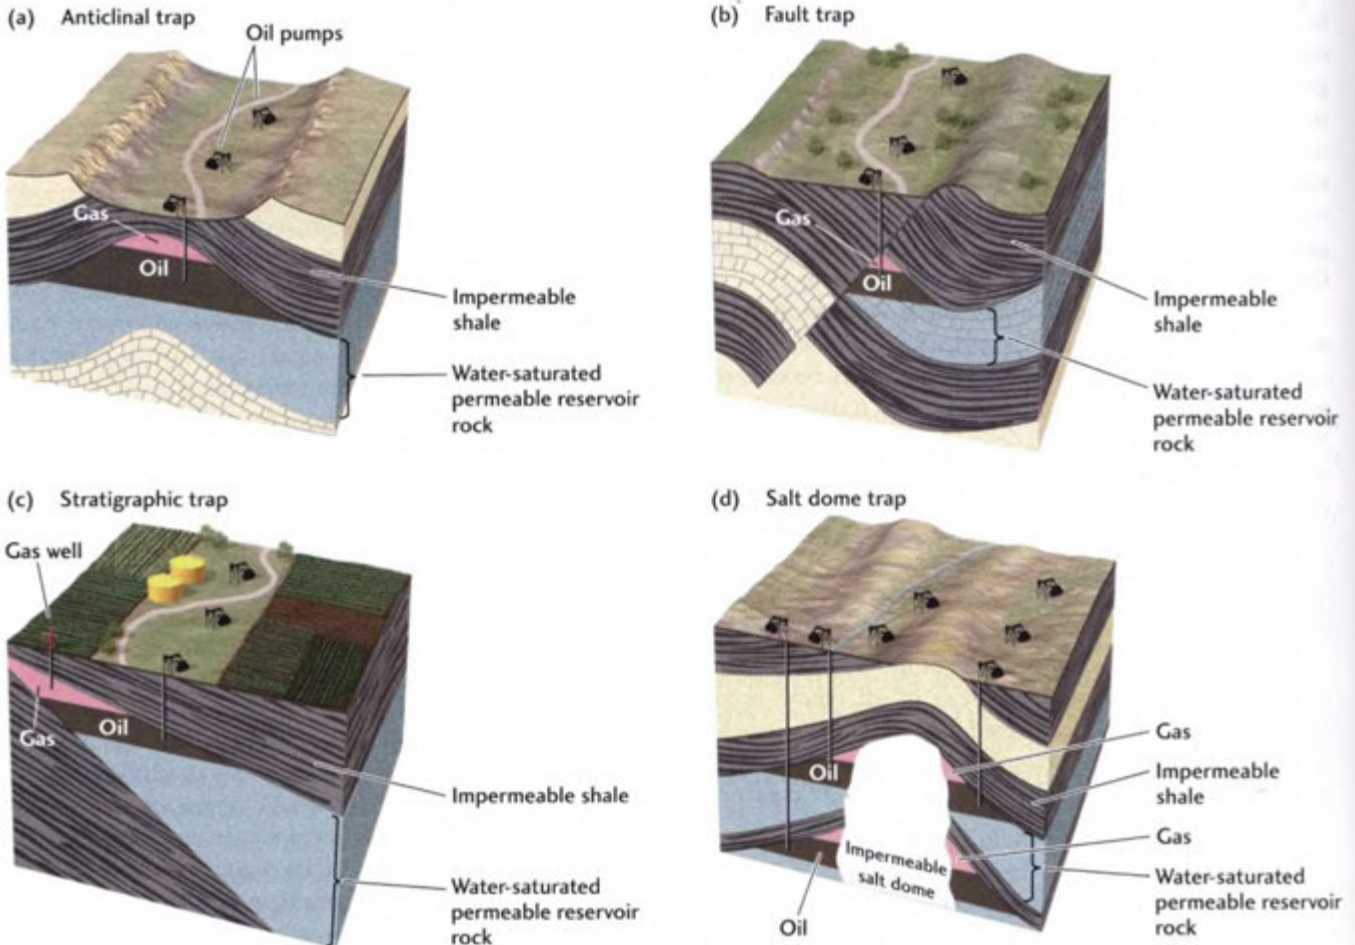 (a) Anticlinal trap
Oil pumps
Gas
Oil
Impermeable
shale
Water-saturated
permeable reservoir
rock
(b) Fault trap
Gas
Oil
Impermeable
shale
Water-saturated
permeable reservoir
rock
(c) Stratigraphic trap
Gas well
Oil
Gas
Impermeable shale
Water-saturated
permeable reservoir
rock
(d) Salt dome trap
Gas
Oil
Impermeable
shale
Gas
Impermeable
salt dome
Water-saturated
permeable reservoir
rock
Oil